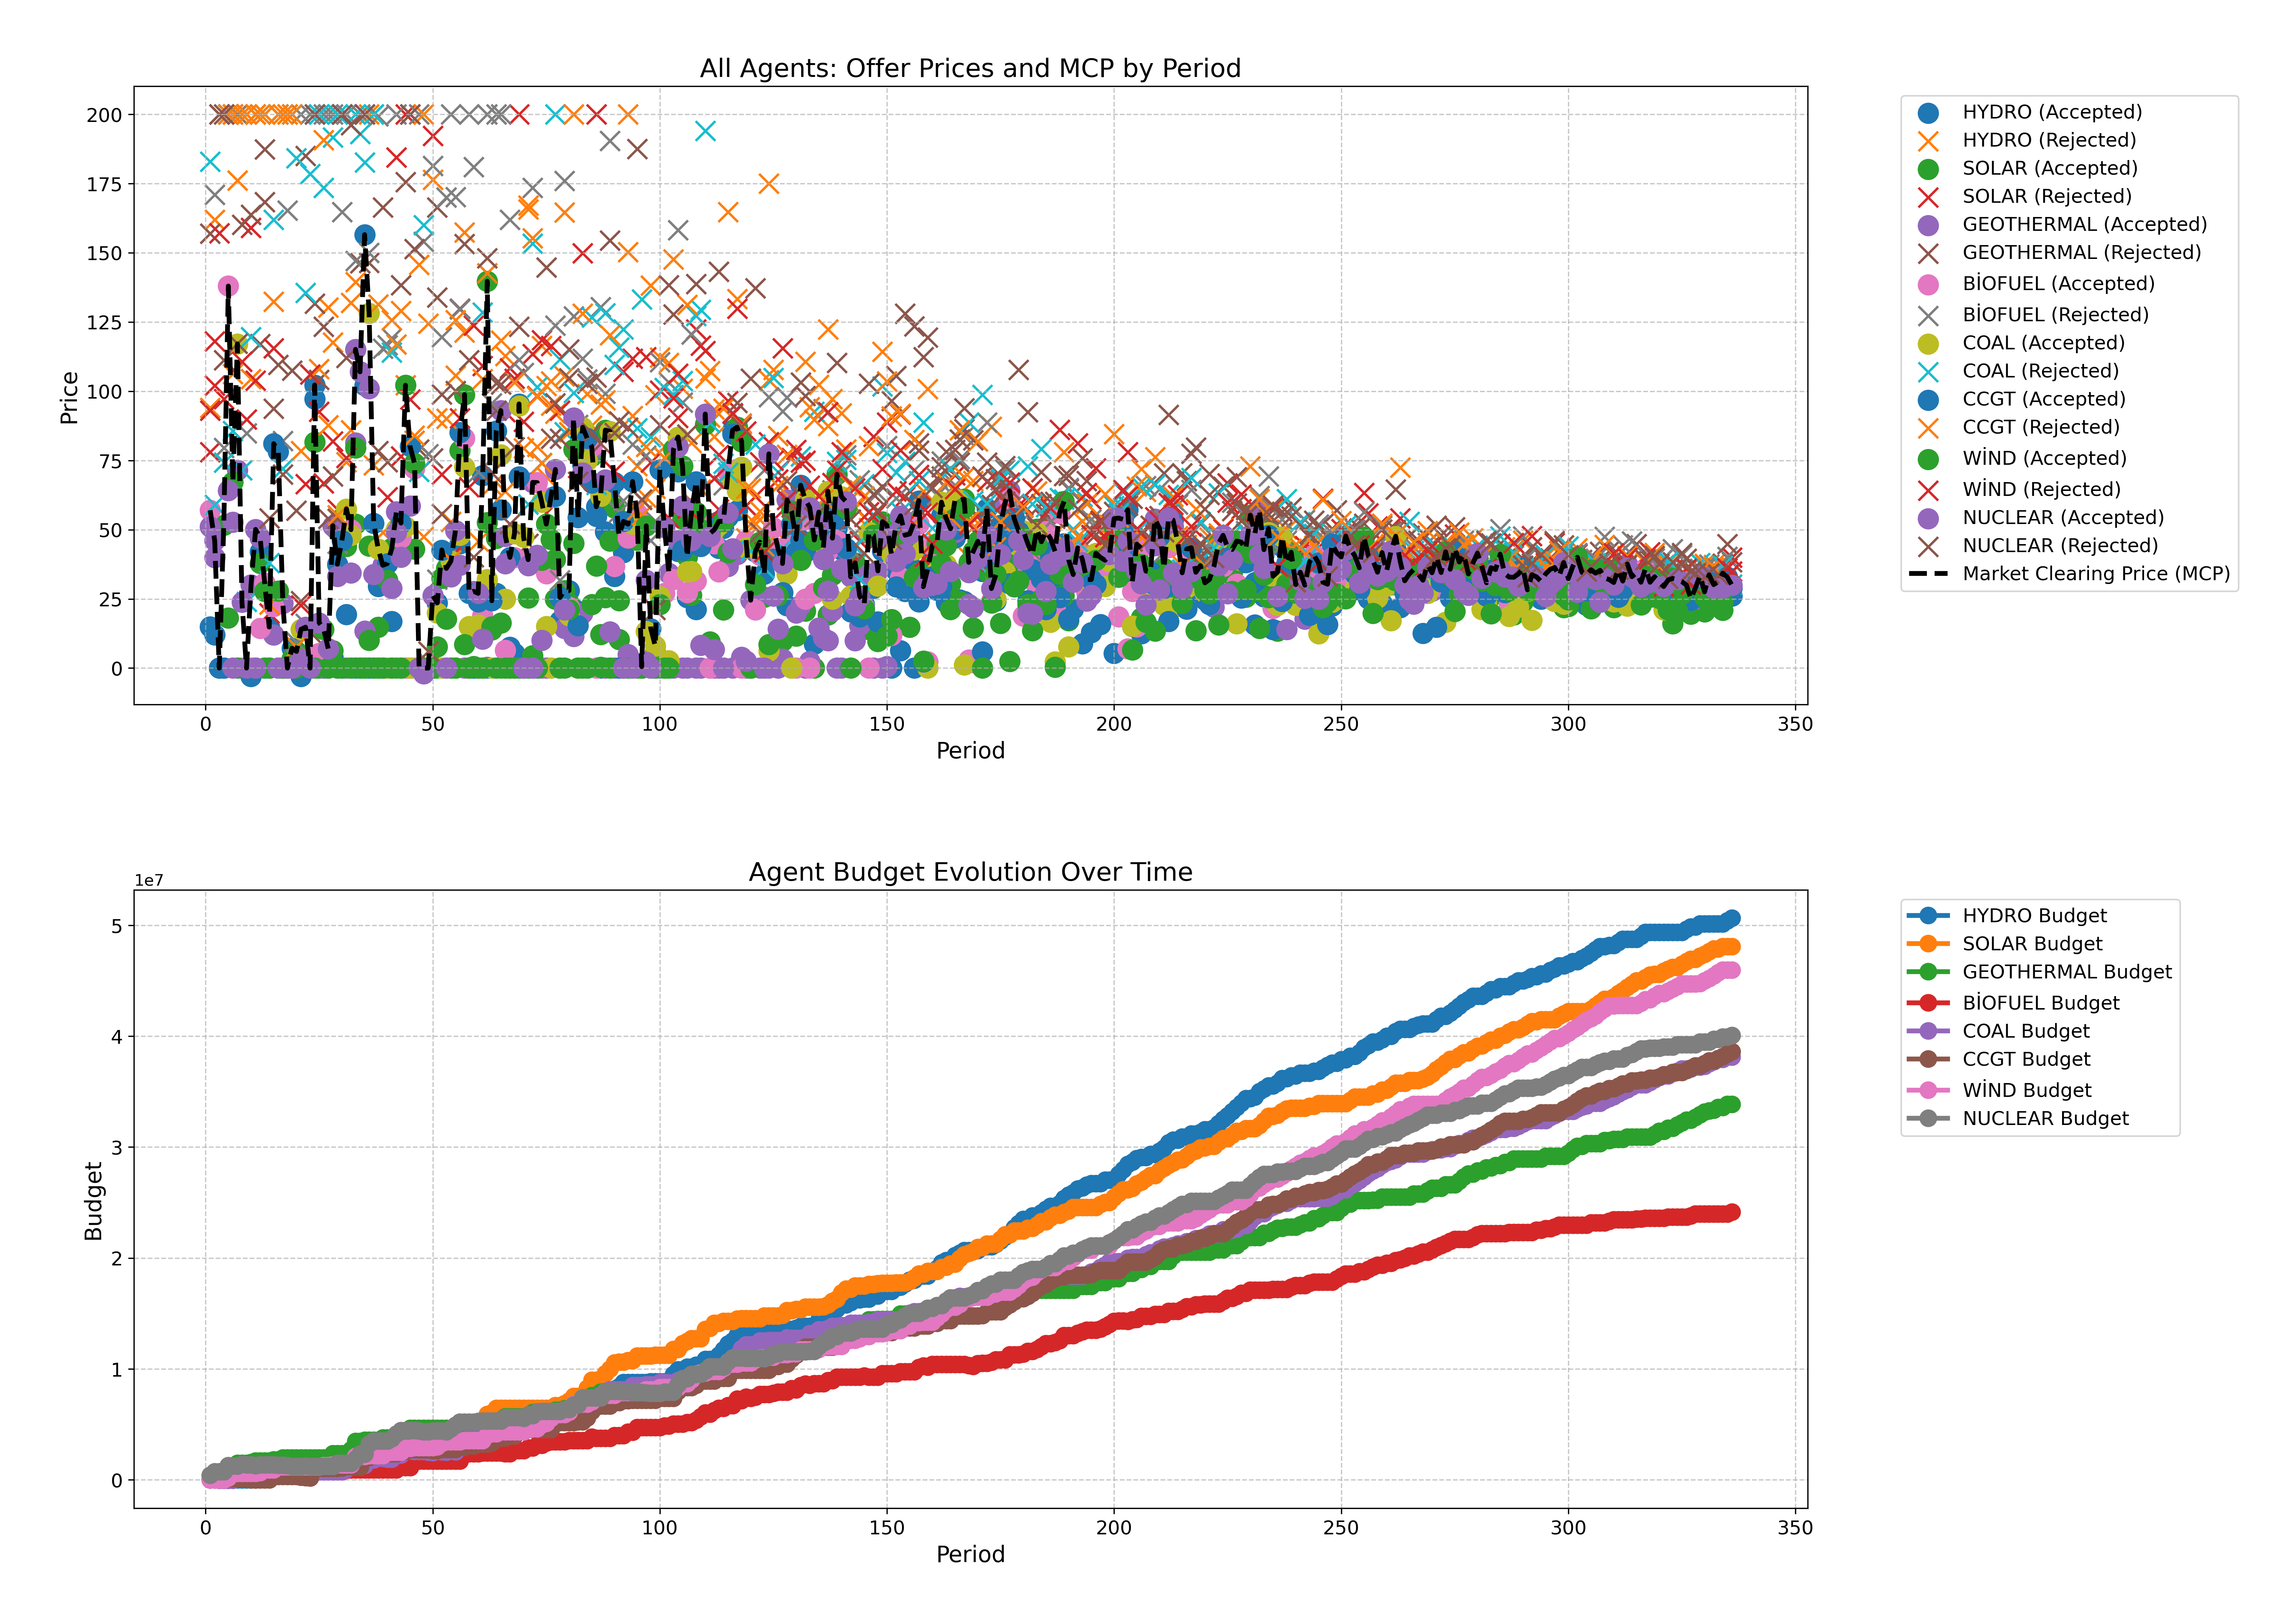 All Agents: Offer Prices and MCP by Period
Price
200
175
150
125
100
75
50
25
0
0
50
100
150
200
250
300
350
Period
HYDRO (Accepted)
HYDRO (Rejected)
SOLAR (Accepted)
SOLAR (Rejected)
GEOTHERMAL (Accepted)
GEOTHERMAL (Rejected)
BİOFUEL (Accepted)
BİOFUEL (Rejected)
COAL (Accepted)
COAL (Rejected)
CCGT (Accepted)
CCGT (Rejected)
WİND (Accepted)
WİND (Rejected)
NUCLEAR (Accepted)
NUCLEAR (Rejected)
Market Clearing Price (MCP)
Agent Budget Evolution Over Time
1e7
Budget
5
4
3
2
1
0
0
50
100
150
200
250
300
350
Period
HYDRO Budget
SOLAR Budget
GEOTHERMAL Budget
BİOFUEL Budget
COAL Budget
CCGT Budget
WİND Budget
NUCLEAR Budget